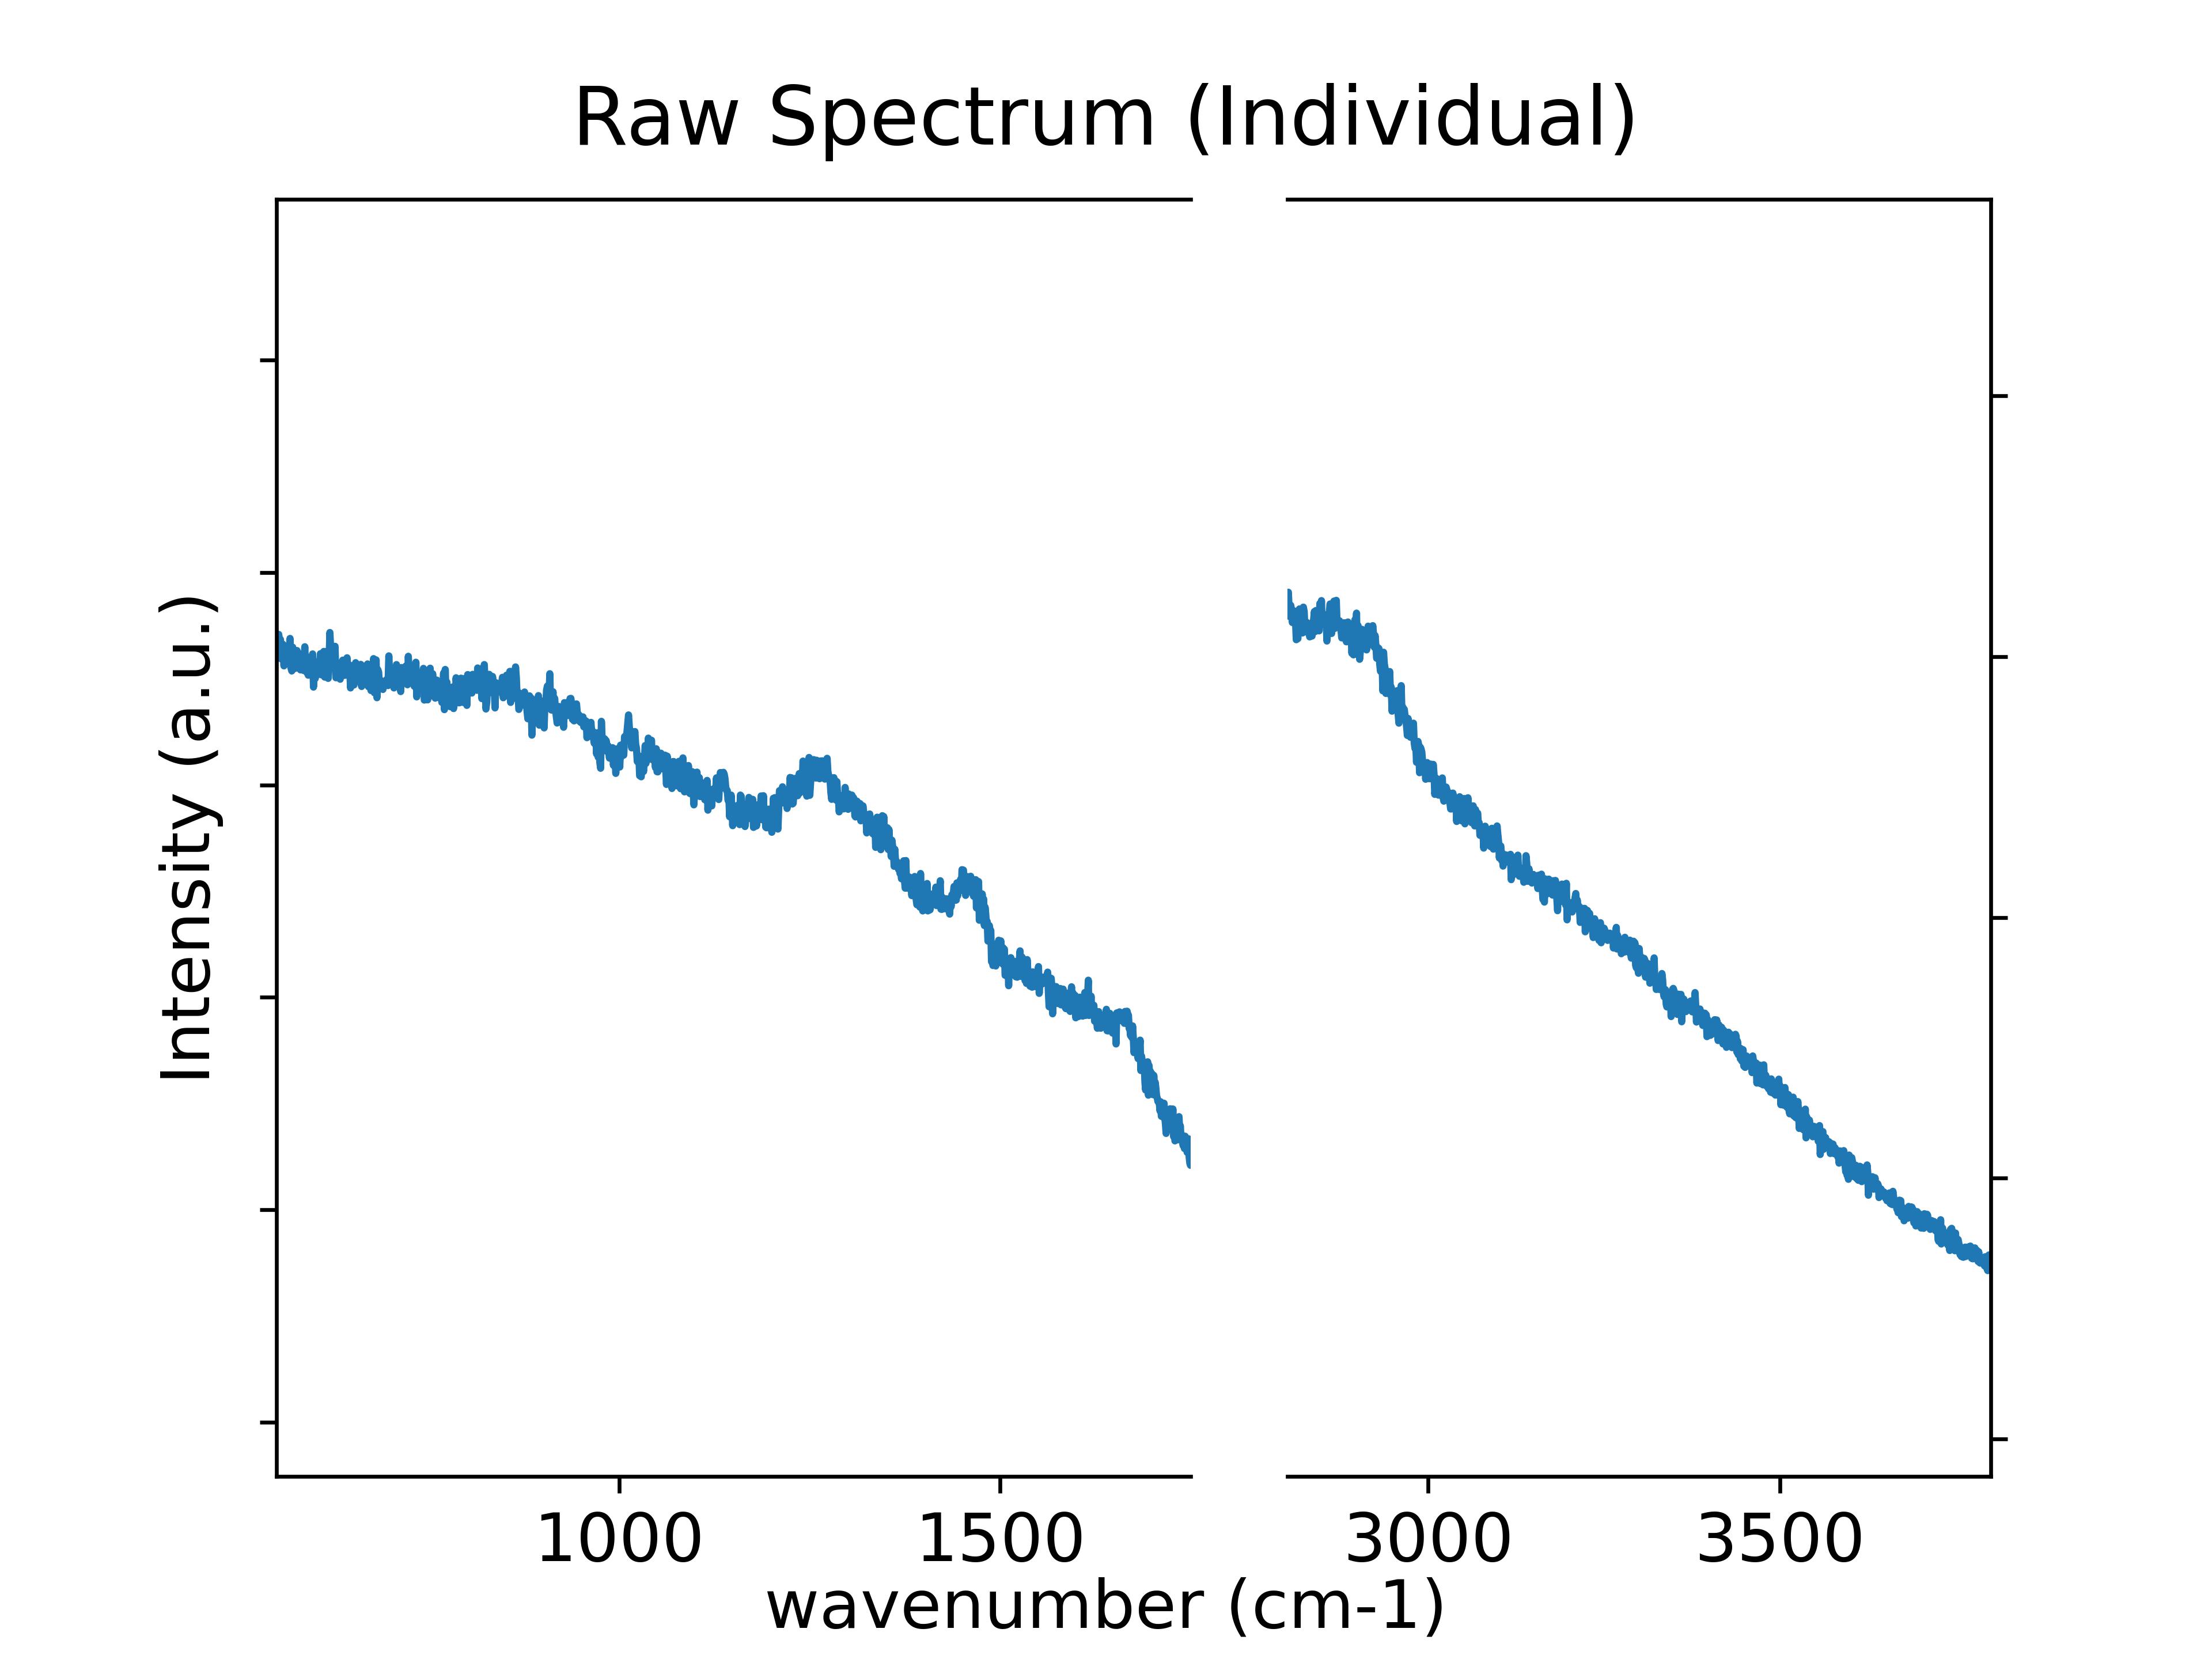 Raw Spectrum (Individual)
Intensity (a.u.)
1000 1500 3000 3500
wavenumber (cm-1)